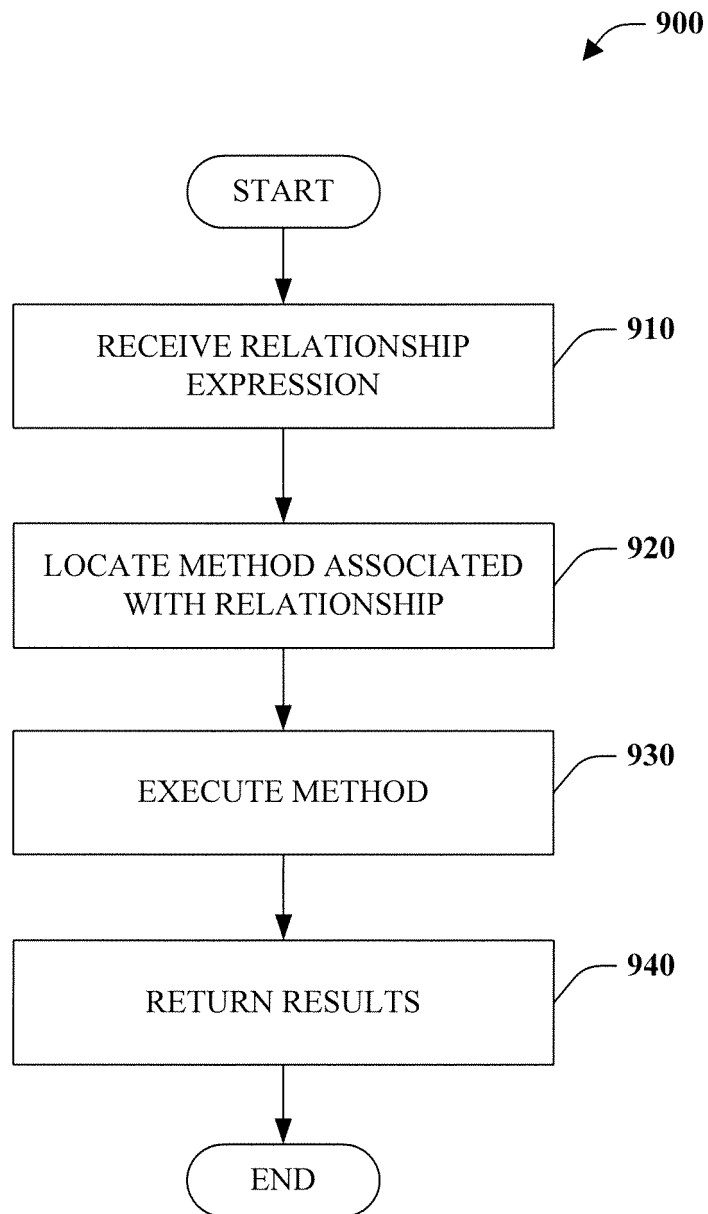 900
START
RECEIVE RELATIONSHIP
EXPRESSION
910
LOCATE METHOD ASSOCIATED
WITH RELATIONSHIP
920
EXECUTE METHOD
930
RETURN RESULTS
940
END